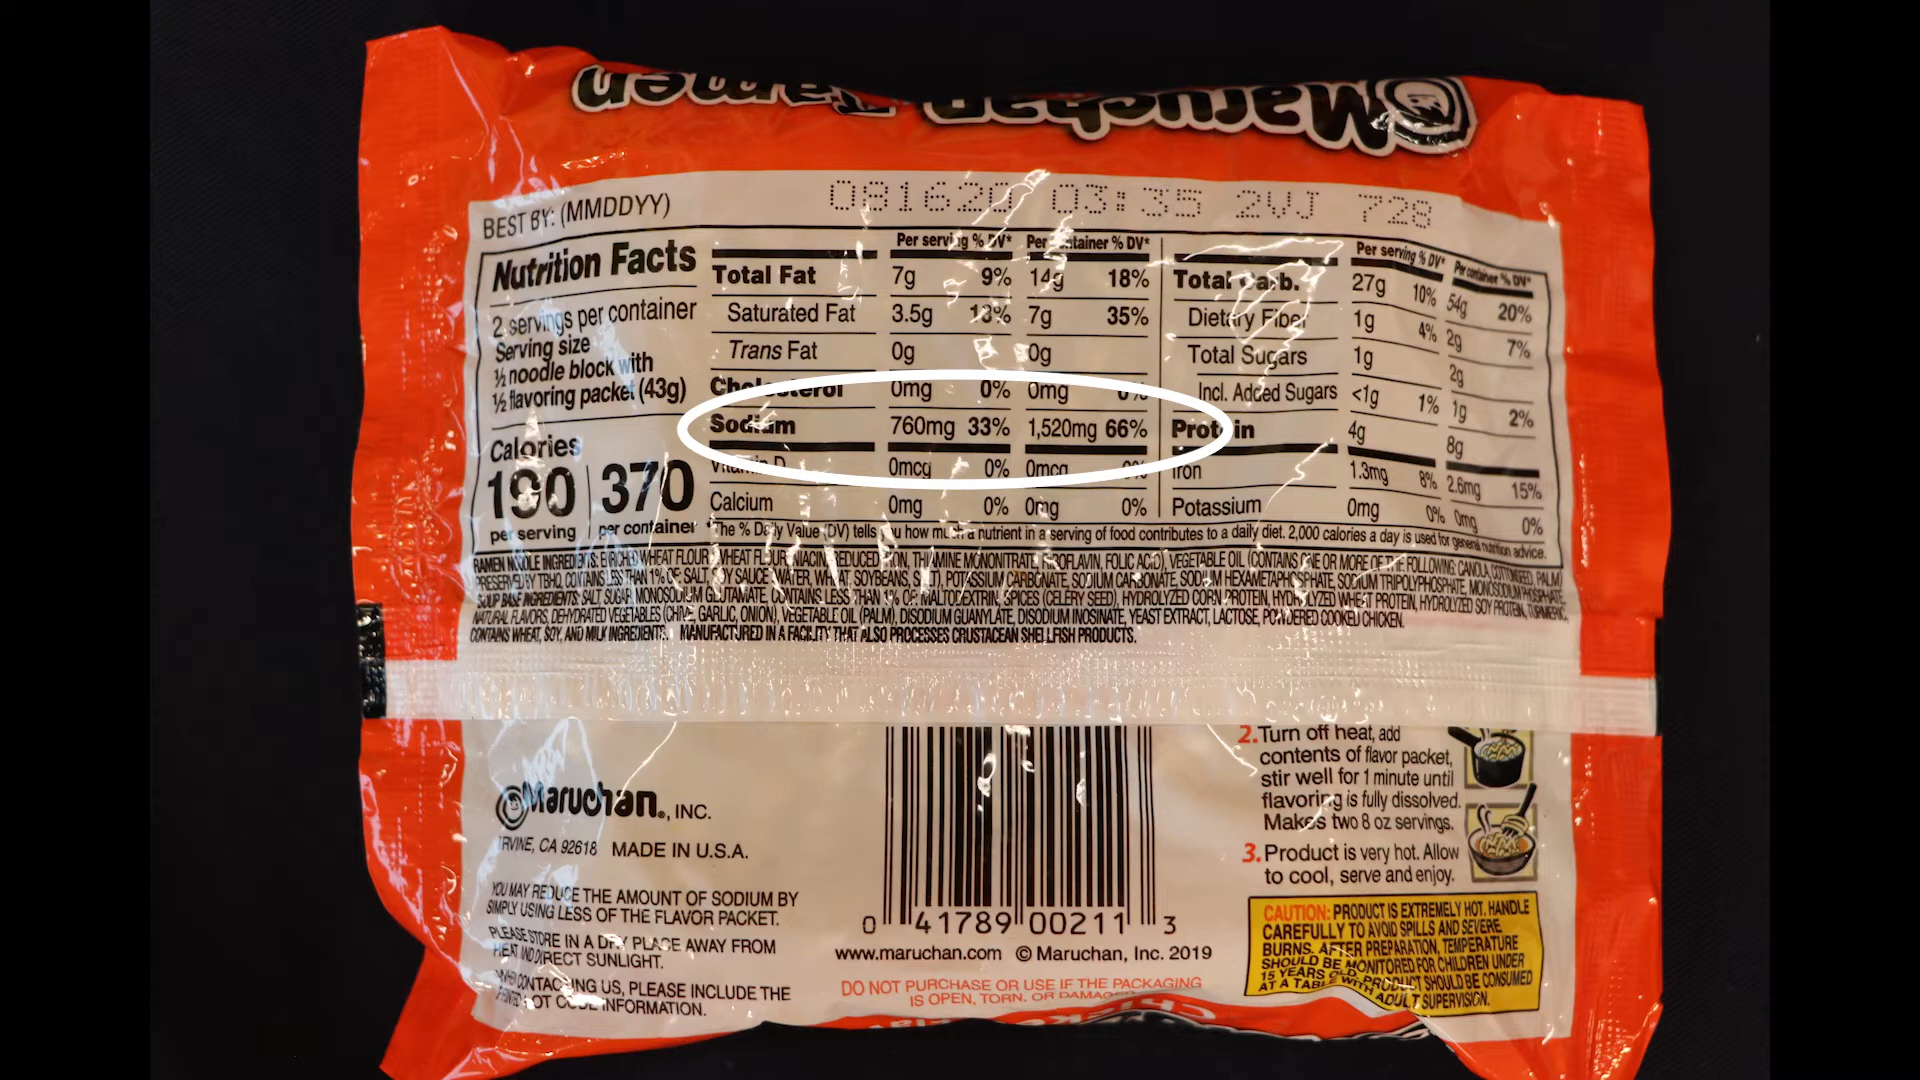 Maruchan Ramen
BEST BY: (MMDDYY) 081620 03:35 2VJ 728
Nutrition Facts
2 servings per container
Serving size
½ noodle block with
½ flavoring packet (43g)
Calories
190 370
per serving per container
Per serving % DV* Per container % DV*
Total Fat 7g 9% 14g 18%
Saturated Fat 3.5g 18% 7g 35%
Trans Fat 0g 0g
Cholesterol 0mg 0% 0mg 0%
Sodium 760mg 33% 1,520mg 66%
Vitamin D 0mcg 0% 0mcg 0%
Calcium 0mg 0% 0mg 0%
Per serving % DV* Per container % DV*
Total Carb. 27g 10% 54g 20%
Dietary Fiber 1g 4% 2g 7%
Total Sugars 1g 2g
Incl. Added Sugars <1g 1% 1g 2%
Protein 4g 8g
Iron 1.3mg 8% 2.6mg 15%
Potassium 0mg 0% 0mg 0%
*The % Daily Value (DV) tells you how much a nutrient in a serving of food contributes to a daily diet. 2,000 calories a day is used for general nutrition advice.
RAMEN NOODLE INGREDIENTS: ENRICHED WHEAT FLOUR (WHEAT FLOUR, NIACIN, REDUCED IRON, THIAMINE MONONITRATE, RIBOFLAVIN, FOLIC ACID), VEGETABLE OIL (CONTAINS ONE OR MORE OF THE FOLLOWING: CANOLA, COTTONSEED, PALM)
PRESERVED BY TBHQ, CONTAINS LESS THAN 1% OF: SALT, SOY SAUCE (WATER, WHEAT, SOYBEANS, SALT), POTASSIUM CARBONATE, SODIUM CARBONATE, SODIUM HEXAMETAPHOSPHATE, SODIUM TRIPOLYPHOSPHATE, MONOSODIUM PHOSPHATE,
SOUP BASE INGREDIENTS: SALT, SUGAR, MONOSODIUM GLUTAMATE, CONTAINS LESS THAN 1% OF: MALTODEXTRIN, SPICES (CELERY SEED), HYDROLYZED CORN PROTEIN, HYDROLYZED WHEAT PROTEIN, HYDROLYZED SOY PROTEIN, TURMERIC,
NATURAL FLAVORS, DEHYDRATED VEGETABLES (CHIVE, GARLIC, ONION), VEGETABLE OIL (PALM), DISODIUM GUANYLATE, DISODIUM INOSINATE, YEAST EXTRACT, LACTOSE, POWDERED COOKED CHICKEN.
CONTAINS WHEAT, SOY, AND MILK INGREDIENTS. MANUFACTURED IN A FACILITY THAT ALSO PROCESSES CRUSTACEAN SHELLFISH PRODUCTS.
Maruchan®, INC.
IRVINE, CA 92618 MADE IN U.S.A.
YOU MAY REDUCE THE AMOUNT OF SODIUM BY
SIMPLY USING LESS OF THE FLAVOR PACKET.
PLEASE STORE IN A DRY PLACE AWAY FROM
HEAT AND DIRECT SUNLIGHT.
WHEN CONTACTING US, PLEASE INCLUDE THE
PRINTED LOT CODE INFORMATION.
0 41789 00211 3
www.maruchan.com © Maruchan, Inc. 2019
DO NOT PURCHASE OR USE IF THE PACKAGING
IS OPEN, TORN, OR DAMAGED
2. Turn off heat, add
contents of flavor packet,
stir well for 1 minute until
flavoring is fully dissolved.
Makes two 8 oz servings.
3. Product is very hot. Allow
to cool, serve and enjoy.
CAUTION: PRODUCT IS EXTREMELY HOT. HANDLE
CAREFULLY TO AVOID SPILLS AND SEVERE
BURNS. AFTER PREPARATION, TEMPERATURE
SHOULD BE MONITORED FOR CHILDREN UNDER
15 YEARS OLD. PRODUCT SHOULD BE CONSUMED
AT A TABLE WITH ADULT SUPERVISION.